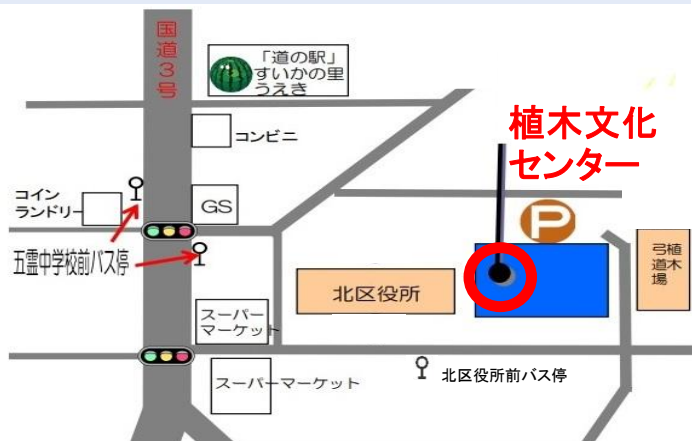 国道3号
「道の駅」
すいかの里
うえき
コンビニ
植木文化
センター
コイン
ランドリー
GS
P
五霊中学校前バス停
北区役所
植木
弓道場
スーパー
マーケット
スーパーマーケット
北区役所前バス停